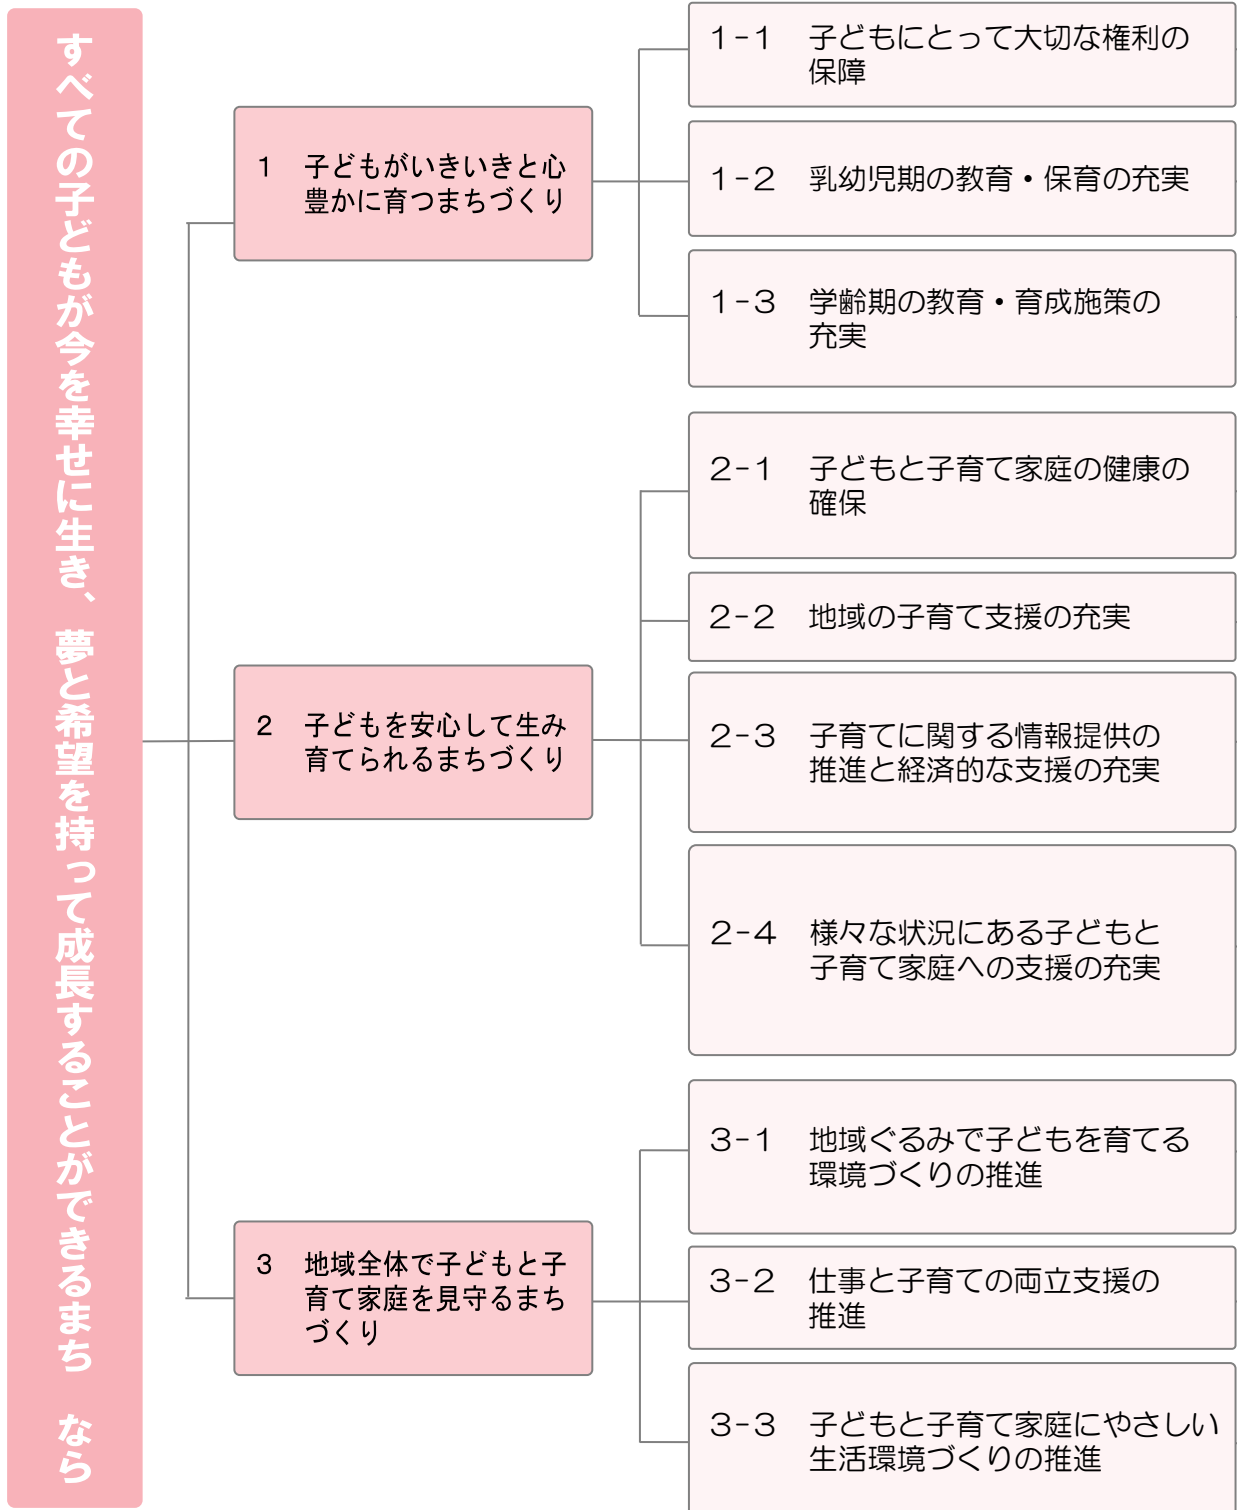 すべての子どもが今を幸せに生き、夢と希望を持って成長することができるまち　なら
1　子どもがいきいきと心
豊かに育つまちづくり
1-1　子どもにとって大切な権利の
保障
1-2　乳幼児期の教育・保育の充実
1-3　学齢期の教育・育成施策の
充実
2　子どもを安心して生み
育てられるまちづくり
2-1　子どもと子育て家庭の健康の
確保
2-2　地域の子育て支援の充実
2-3　子育てに関する情報提供の
推進と経済的な支援の充実
2-4　様々な状況にある子どもと
子育て家庭への支援の充実
3　地域全体で子どもと子
育て家庭を見守るまち
づくり
3-1　地域ぐるみで子どもを育てる
環境づくりの推進
3-2　仕事と子育ての両立支援の
推進
3-3　子どもと子育て家庭にやさしい
生活環境づくりの推進